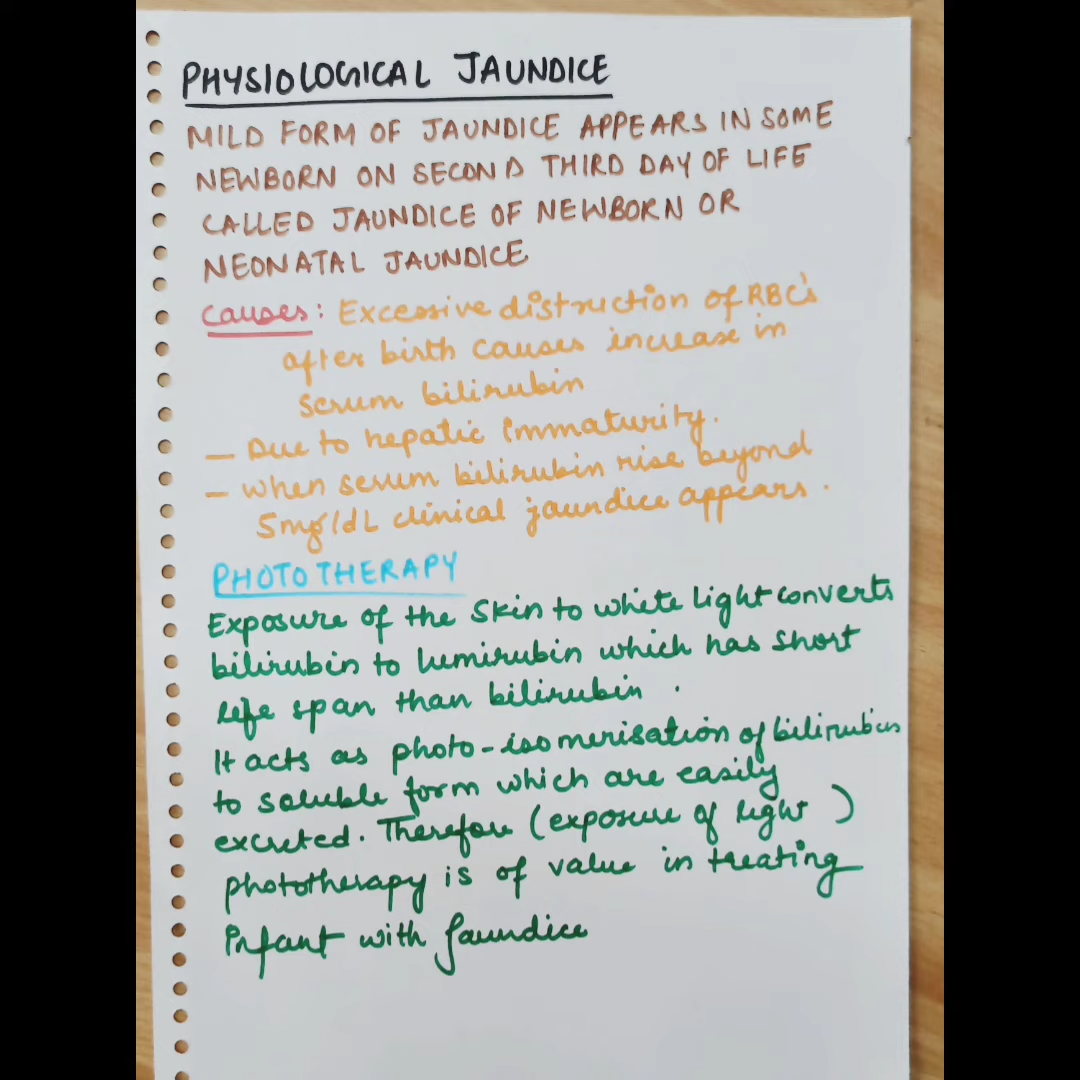 PHYSIOLOGICAL JAUNDICE
MILD FORM OF JAUNDICE APPEARS IN SOME
NEWBORN ON SECOND THIRD DAY OF LIFE
CALLED JAUNDICE OF NEWBORN OR
NEONATAL JAUNDICE
Causes: Excessive distruction of RBC's
after birth causes increase in
serum bilirubin
– Due to hepatic immaturity.
– When serum bilirubin rise beyond
5mg/dL clinical jaundice appears.
PHOTOTHERAPY
Exposure of the skin to white light converts
bilirubin to lumirubin which has short
life span than bilirubin.
It acts as photo-isomerisation of bilirubin
to soluble form which are easily
excreted. Therefore (exposure of light)
phototherapy is of value in treating
infant with jaundice